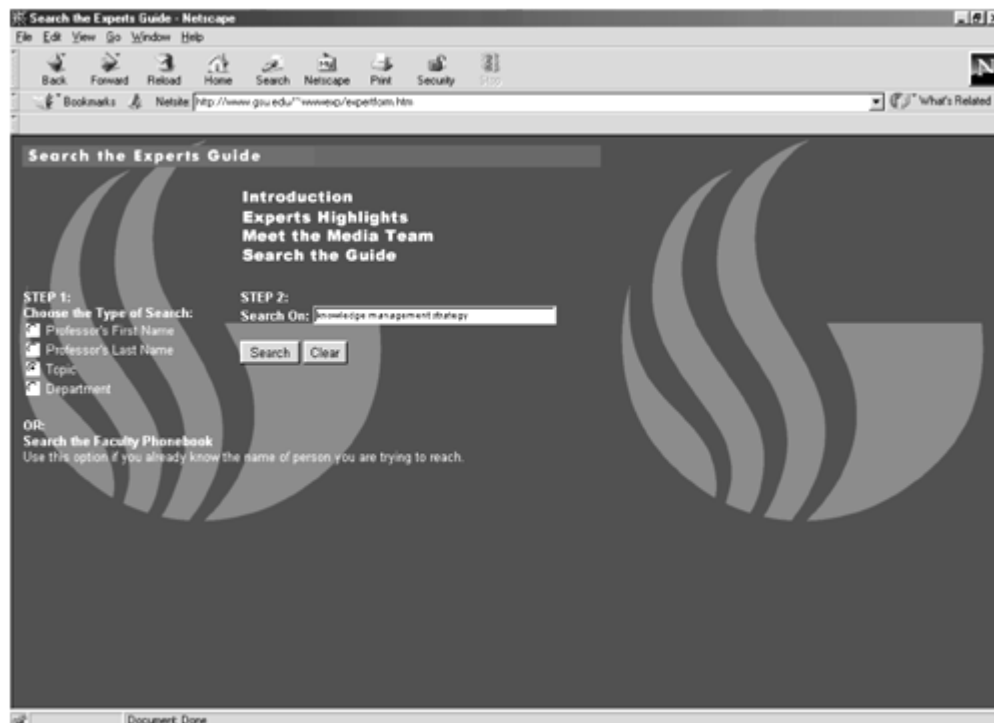 Search the Experts Guide - Netscape
File Edit View Go Window Help
Back Forward Reload Home Search Netscape Print Security Stop
Bookmarks Netsite: http://www.gsu.edu/~wwwexp/expertform.htm What's Related
Search the Experts Guide
Introduction
Experts Highlights
Meet the Media Team
Search the Guide
STEP 1:
Choose the Type of Search:
Professor's First Name
Professor's Last Name
Topic
Department
STEP 2:
Search On: knowledge management strategy
Search Clear
OR:
Search the Faculty Phonebook
Use this option if you already know the name of person you are trying to reach.
Document: Done